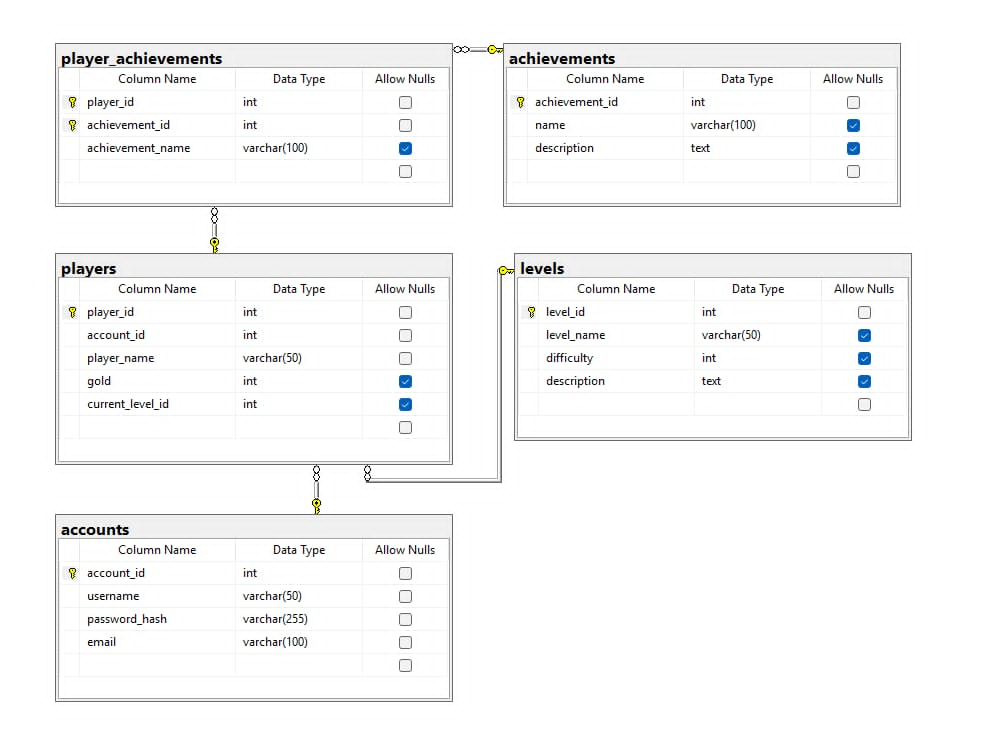 player_achievements
Column Name Data Type Allow Nulls
player_id int
achievement_id int
achievement_name varchar(100)
achievements
Column Name Data Type Allow Nulls
achievement_id int
name varchar(100)
description text
players
Column Name Data Type Allow Nulls
player_id int
account_id int
player_name varchar(50)
gold int
current_level_id int
levels
Column Name Data Type Allow Nulls
level_id int
level_name varchar(50)
difficulty int
description text
accounts
Column Name Data Type Allow Nulls
account_id int
username varchar(50)
password_hash varchar(255)
email varchar(100)